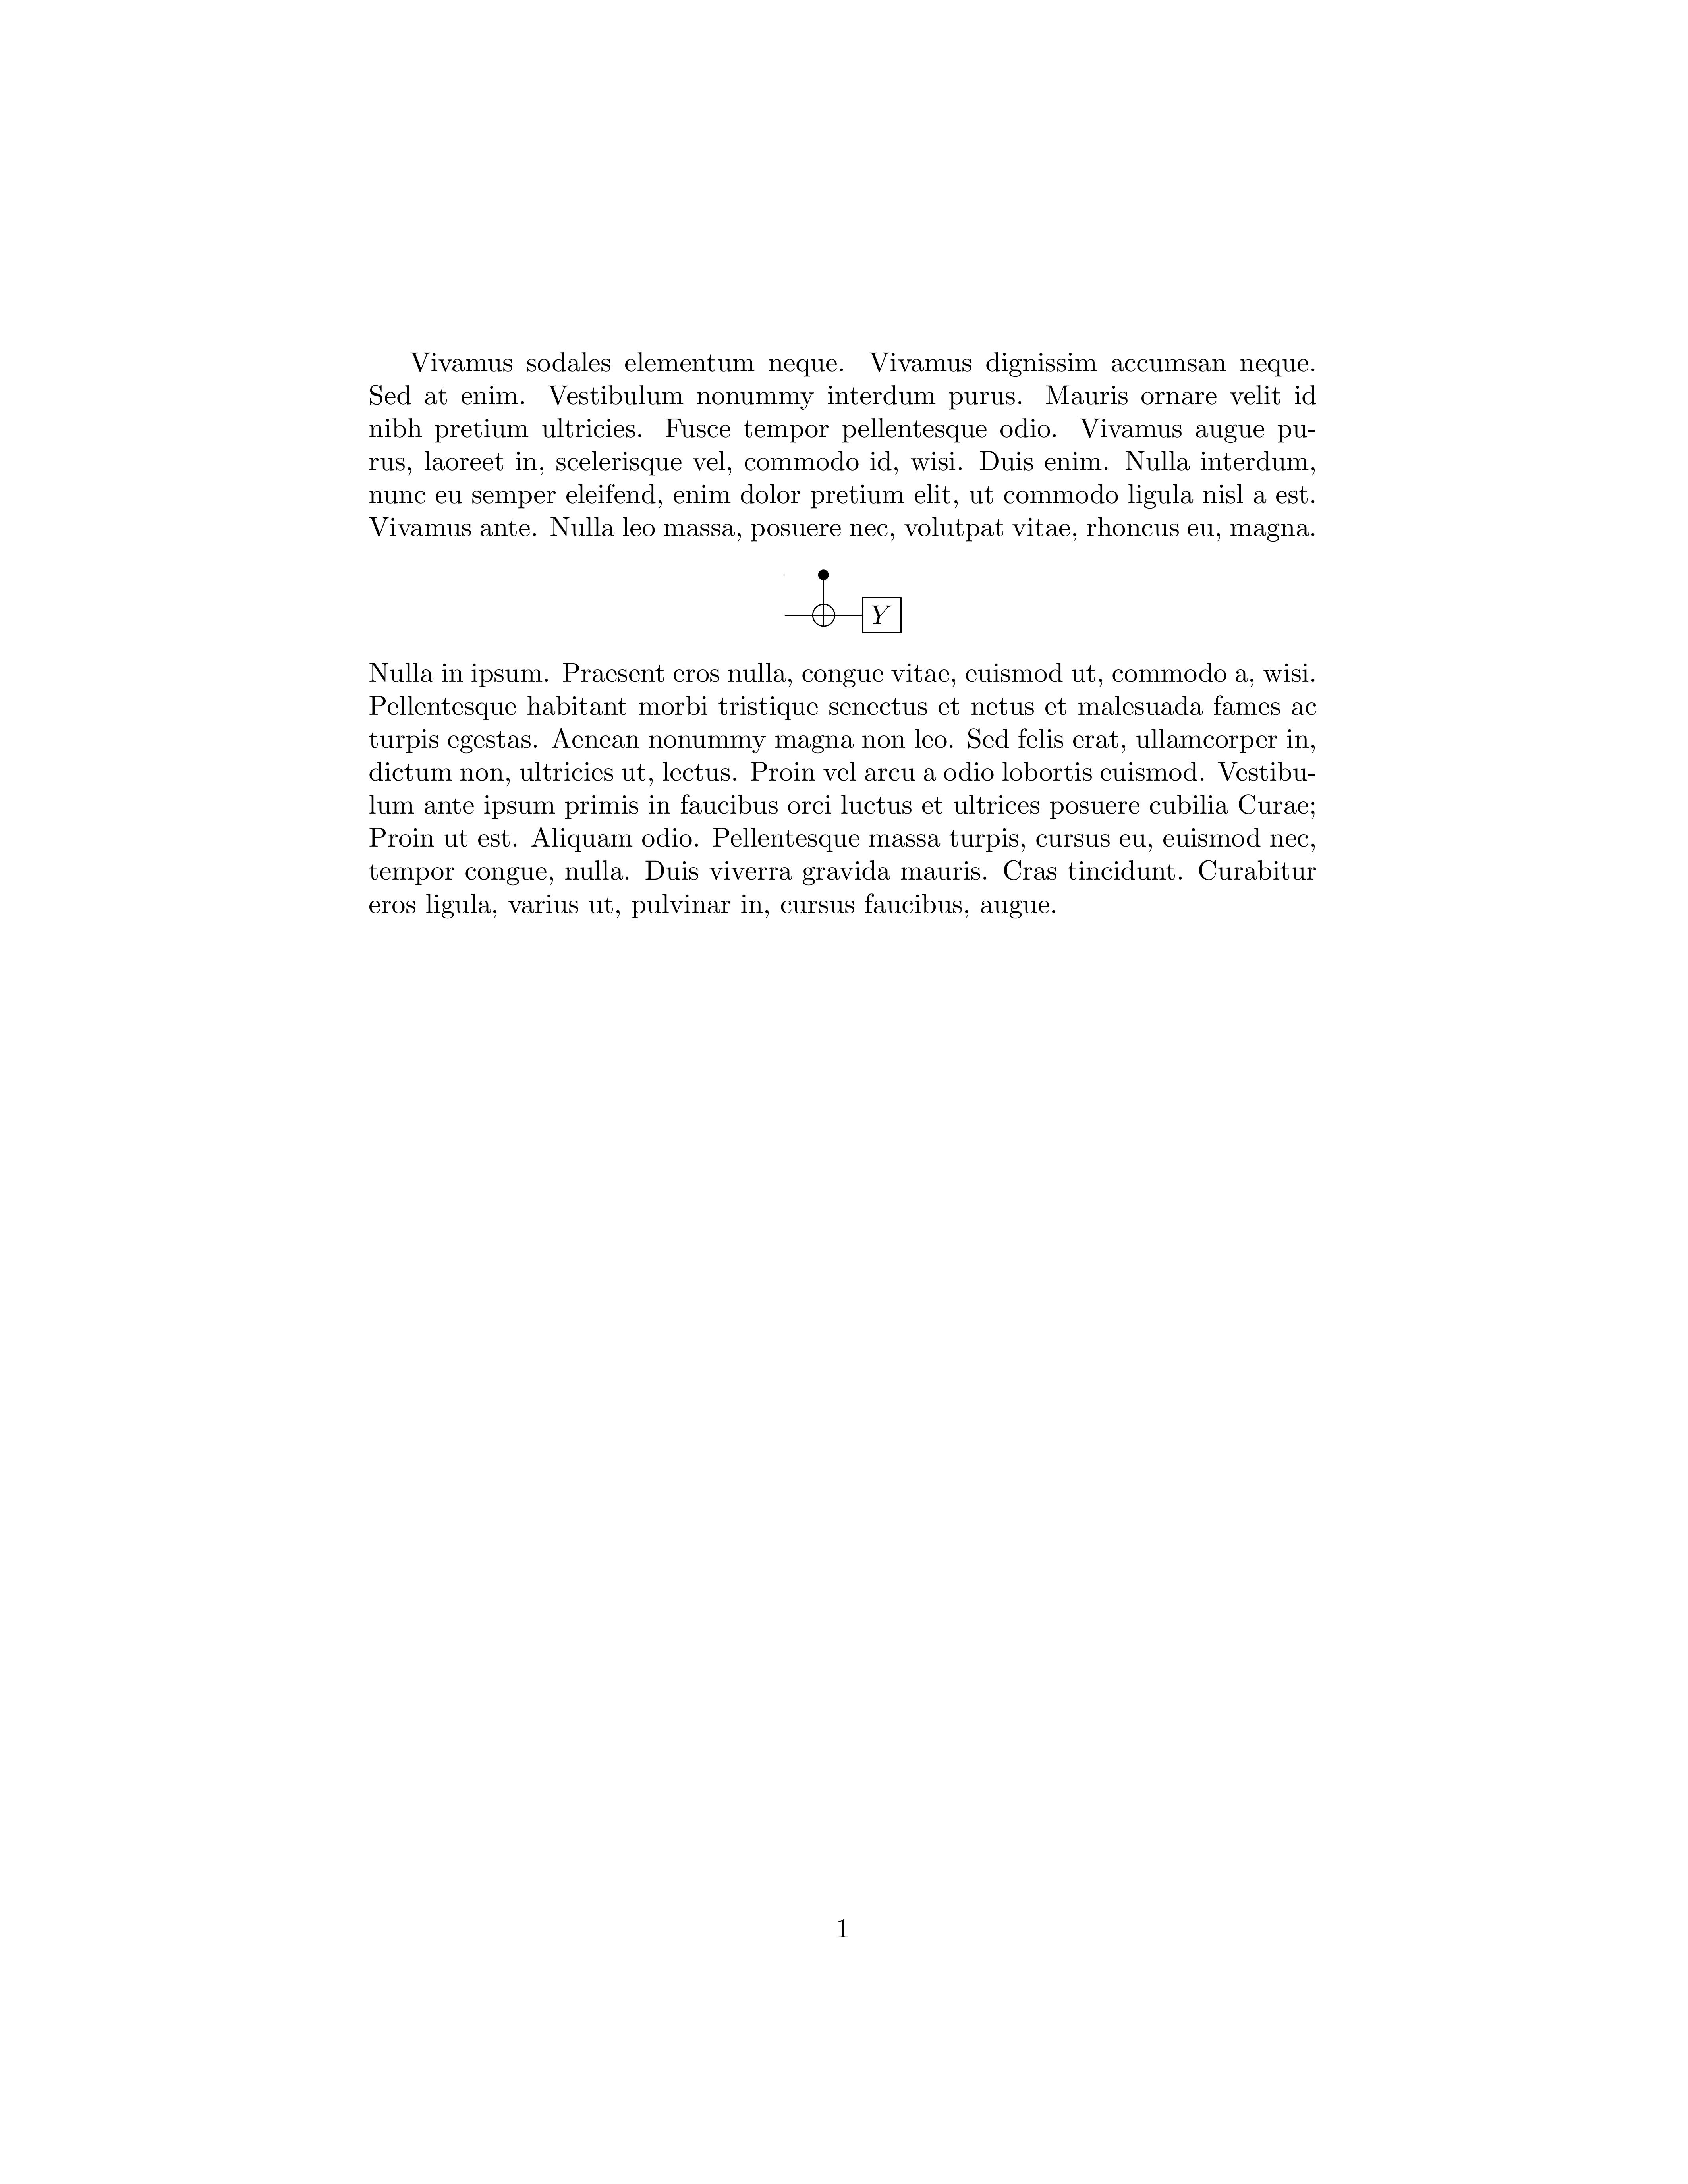 Vivamus sodales elementum neque. Vivamus dignissim accumsan neque.
Sed at enim. Vestibulum nonummy interdum purus. Mauris ornare velit id
nibh pretium ultricies. Fusce tempor pellentesque odio. Vivamus augue pu-
rus, laoreet in, scelerisque vel, commodo id, wisi. Duis enim. Nulla interdum,
nunc eu semper eleifend, enim dolor pretium elit, ut commodo ligula nisl a est.
Vivamus ante. Nulla leo massa, posuere nec, volutpat vitae, rhoncus eu, magna.
Y
Nulla in ipsum. Praesent eros nulla, congue vitae, euismod ut, commodo a, wisi.
Pellentesque habitant morbi tristique senectus et netus et malesuada fames ac
turpis egestas. Aenean nonummy magna non leo. Sed felis erat, ullamcorper in,
dictum non, ultricies ut, lectus. Proin vel arcu a odio lobortis euismod. Vestibu-
lum ante ipsum primis in faucibus orci luctus et ultrices posuere cubilia Curae;
Proin ut est. Aliquam odio. Pellentesque massa turpis, cursus eu, euismod nec,
tempor congue, nulla. Duis viverra gravida mauris. Cras tincidunt. Curabitur
eros ligula, varius ut, pulvinar in, cursus faucibus, augue.
1